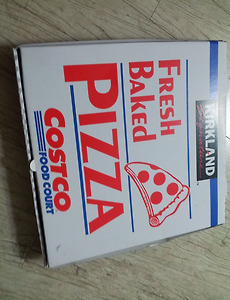 KIRKLAND
FRESH
BAKED
PIZZA
COSTCO
FOOD COURT